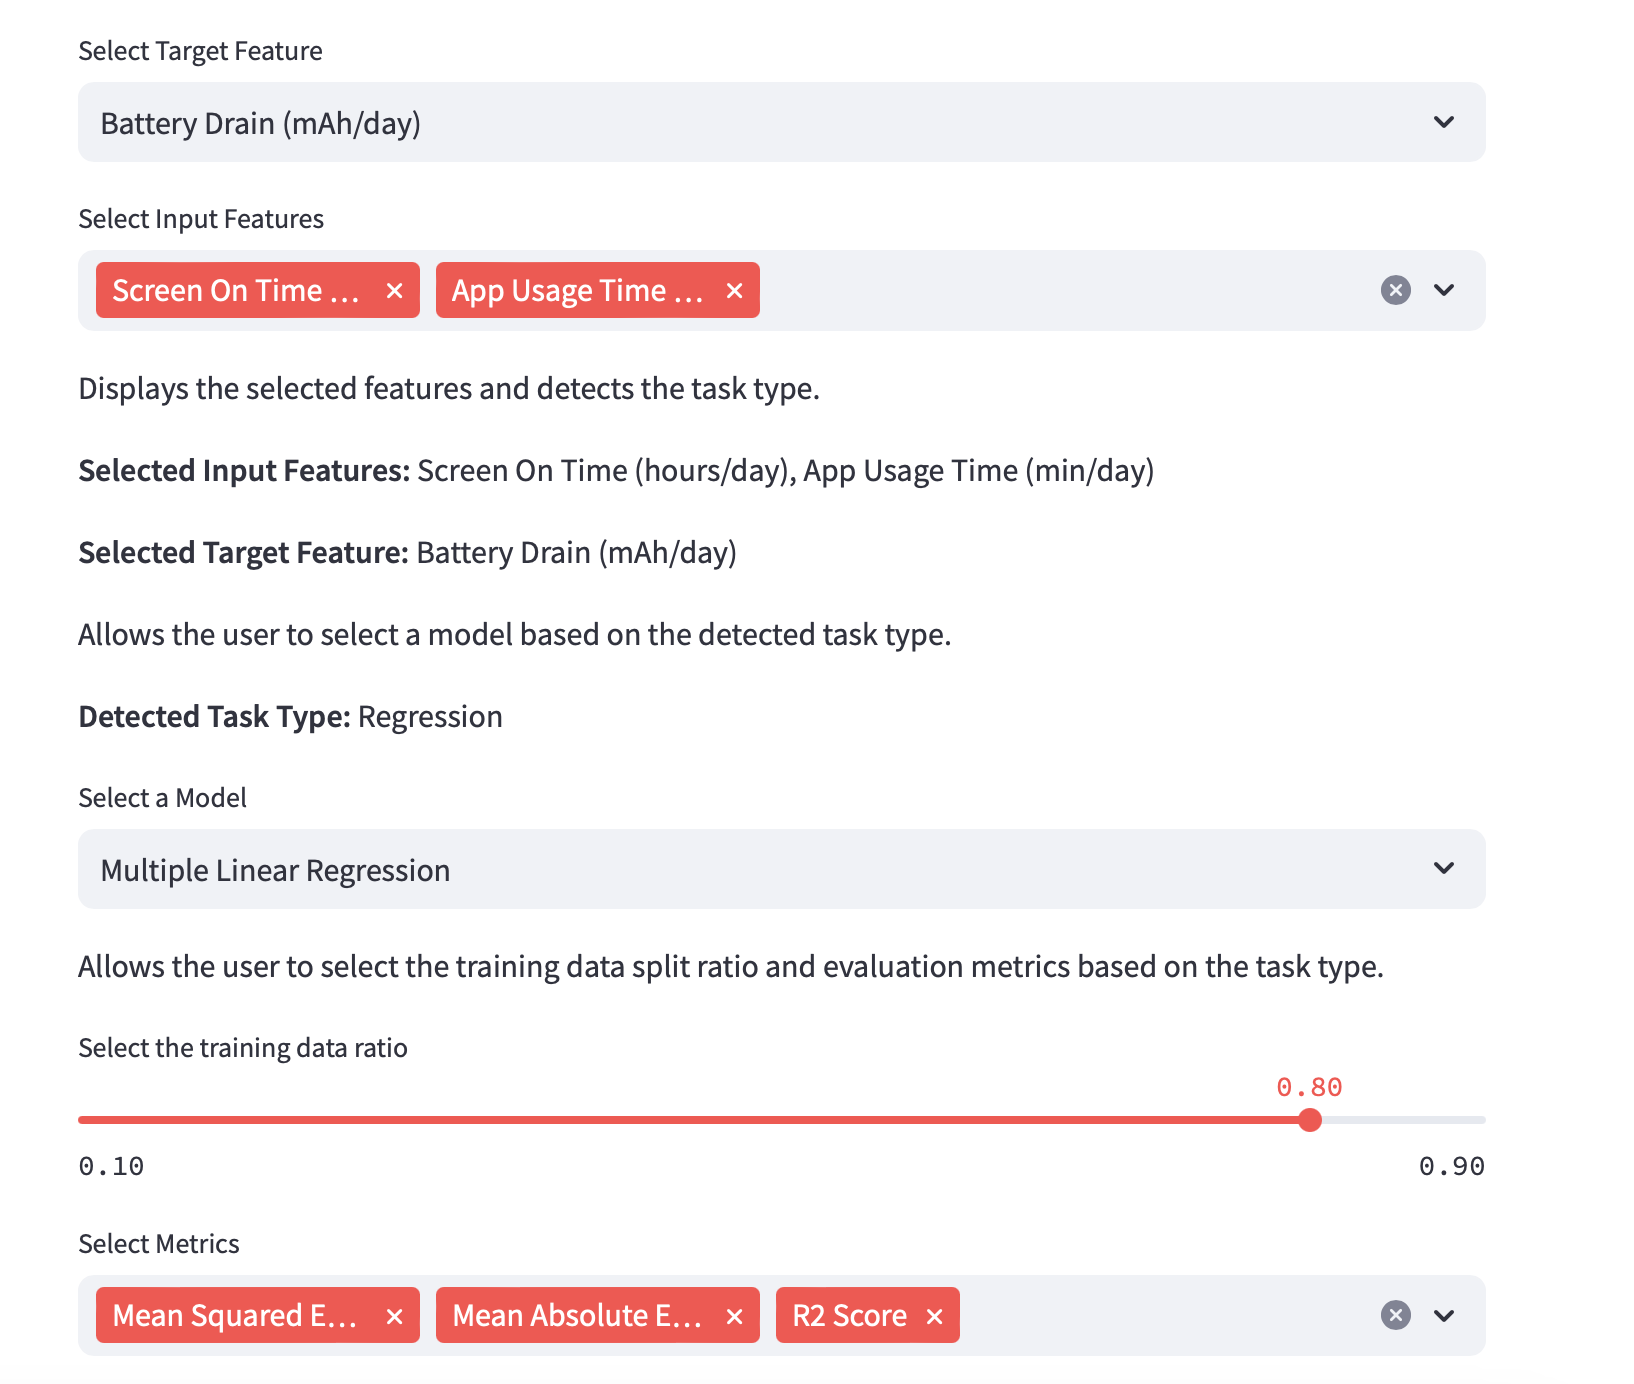 Select Target Feature
Battery Drain (mAh/day)
Select Input Features
Screen On Time ... App Usage Time ...
Displays the selected features and detects the task type.
Selected Input Features: Screen On Time (hours/day), App Usage Time (min/day)
Selected Target Feature: Battery Drain (mAh/day)
Allows the user to select a model based on the detected task type.
Detected Task Type: Regression
Select a Model
Multiple Linear Regression
Allows the user to select the training data split ratio and evaluation metrics based on the task type.
Select the training data ratio
0.80
0.10 0.90
Select Metrics
Mean Squared E... Mean Absolute E... R2 Score